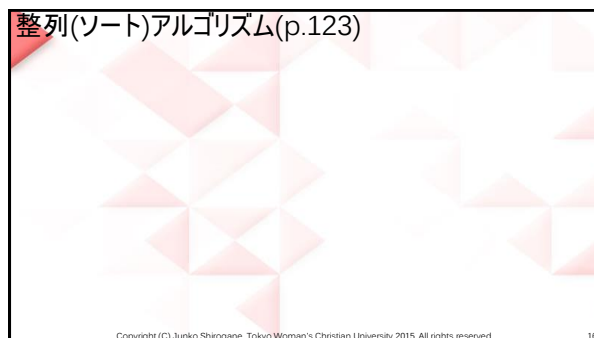 整列(ソート)アルゴリズム(p.123)
Copyright (C) Junko Shirogane, Tokyo Woman's Christian University 2015. All rights reserved.
16